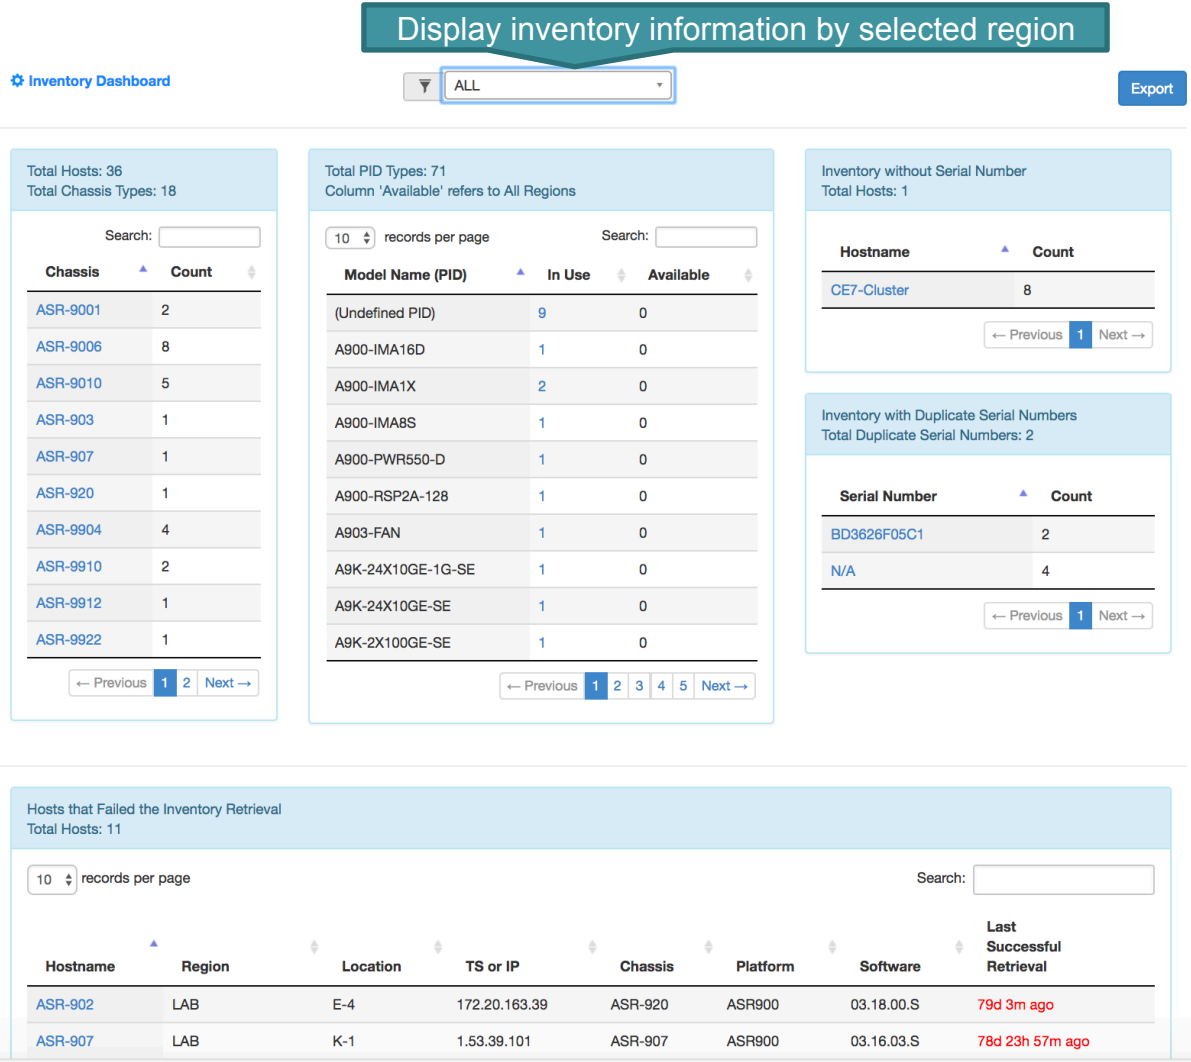 Display inventory information by selected region
Inventory Dashboard
ALL
Export
Total Hosts: 36
Total Chassis Types: 18
Search:
Chassis Count
ASR-9001 2
ASR-9006 8
ASR-9010 5
ASR-903 1
ASR-907 1
ASR-920 1
ASR-9904 4
ASR-9910 2
ASR-9912 1
ASR-9922 1
← Previous 1 2 Next →
Total PID Types: 71
Column 'Available' refers to All Regions
10 records per page Search:
Model Name (PID) In Use Available
(Undefined PID) 9 0
A900-IMA16D 1 0
A900-IMA1X 2 0
A900-IMA8S 1 0
A900-PWR550-D 1 0
A900-RSP2A-128 1 0
A903-FAN 1 0
A9K-24X10GE-1G-SE 1 0
A9K-24X10GE-SE 1 0
A9K-2X100GE-SE 1 0
← Previous 1 2 3 4 5 Next →
Inventory without Serial Number
Total Hosts: 1
Hostname Count
CE7-Cluster 8
← Previous 1 Next →
Inventory with Duplicate Serial Numbers
Total Duplicate Serial Numbers: 2
Serial Number Count
BD3626F05C1 2
N/A 4
← Previous 1 Next →
Hosts that Failed the Inventory Retrieval
Total Hosts: 11
10 records per page Search:
Last
Successful
Hostname Region Location TS or IP Chassis Platform Software Retrieval
ASR-902 LAB E-4 172.20.163.39 ASR-920 ASR900 03.18.00.S 79d 3m ago
ASR-907 LAB K-1 1.53.39.101 ASR-907 ASR900 03.16.03.S 78d 23h 57m ago